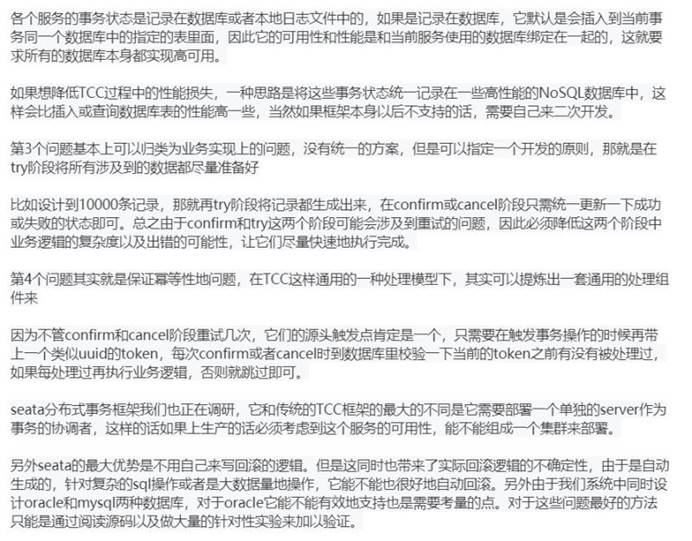 各个服务的事务状态是记录在数据库或者本地日志文件中的，如果是记录在数据库，它默认是会插入到当前事
务同一个数据库中的指定的表里面，因此它的可用性和性能是和当前服务使用的数据库绑定在一起的，这就要
求所有的数据库本身都实现高可用。
如果想降低TCC过程中的性能损失，一种思路是将这些事务状态统一记录在一些高性能的NoSQL数据库中，这
样会比插入或查询数据库表的性能高一些，当然如果框架本身以后不支持的话，需要自己来二次开发。
第3个问题基本上可以归类为业务实现上的问题，没有统一的方案，但是可以指定一个开发的原则，那就是在
try阶段将所有涉及到的数据都尽量准备好
比如设计到10000条记录，那就再try阶段将记录都生成出来，在confirm或cancel阶段只需统一更新一下成功
或失败的状态即可。总之由于confirm和try这两个阶段可能会涉及到重试的问题，因此必须降低这两个阶段中
业务逻辑的复杂度以及出错的可能性，让它们尽量快速地执行完成。
第4个问题其实就是保证幂等性地问题，在TCC这样通用的一种处理模型下，其实可以提炼出一套通用的处理组
件来
因为不管confirm和cancel阶段重试几次，它们的源头触发点肯定是一个，只需要在触发事务操作的时候再带
上一个类似uuid的token，每次confirm或者cancel时到数据库里校验一下当前的token之前有没有被处理过，
如果每处理过再执行业务逻辑，否则就跳过即可。
seata分布式事务框架我们也正在调研，它和传统的TCC框架的最大的不同是它需要部署一个单独的server作为
事务的协调者，这样的话如果上生产的话必须考虑到这个服务的可用性，能不能组成一个集群来部署。
另外seata的最大优势是不用自己来写回滚的逻辑。但是这同时也带来了实际回滚逻辑的不确定性，由于是自动
生成的，针对复杂的sql操作或者是大数据量地操作，它能不能也很好地自动回滚。另外由于我们系统中同时设
计oracle和mysql两种数据库，对于oracle它能不能有效地支持也是需要考量的点。对于这些问题最好的方法
只能是通过阅读源码以及做大量的针对性实验来加以验证。